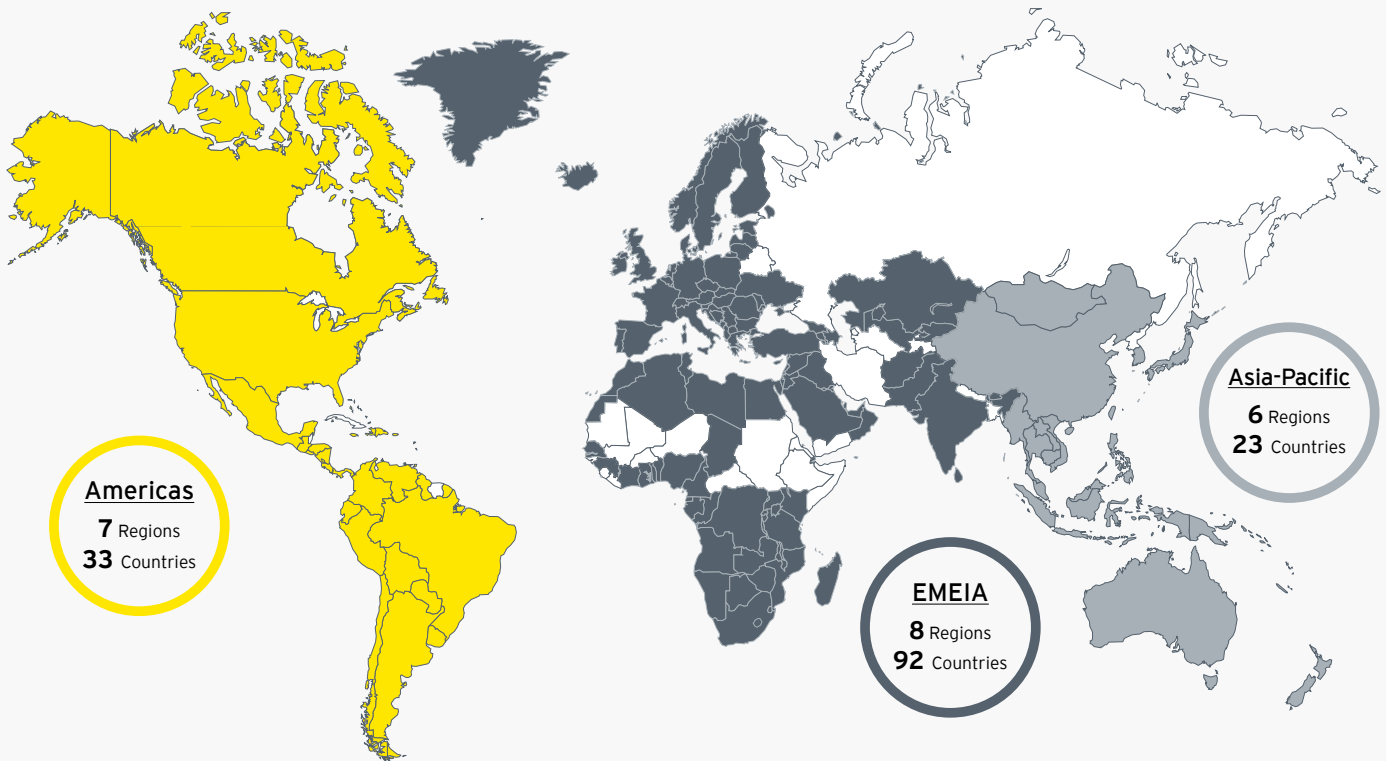 Asia-Pacific
6 Regions
23 Countries
Americas
7 Regions
33 Countries
EMEIA
8 Regions
92 Countries